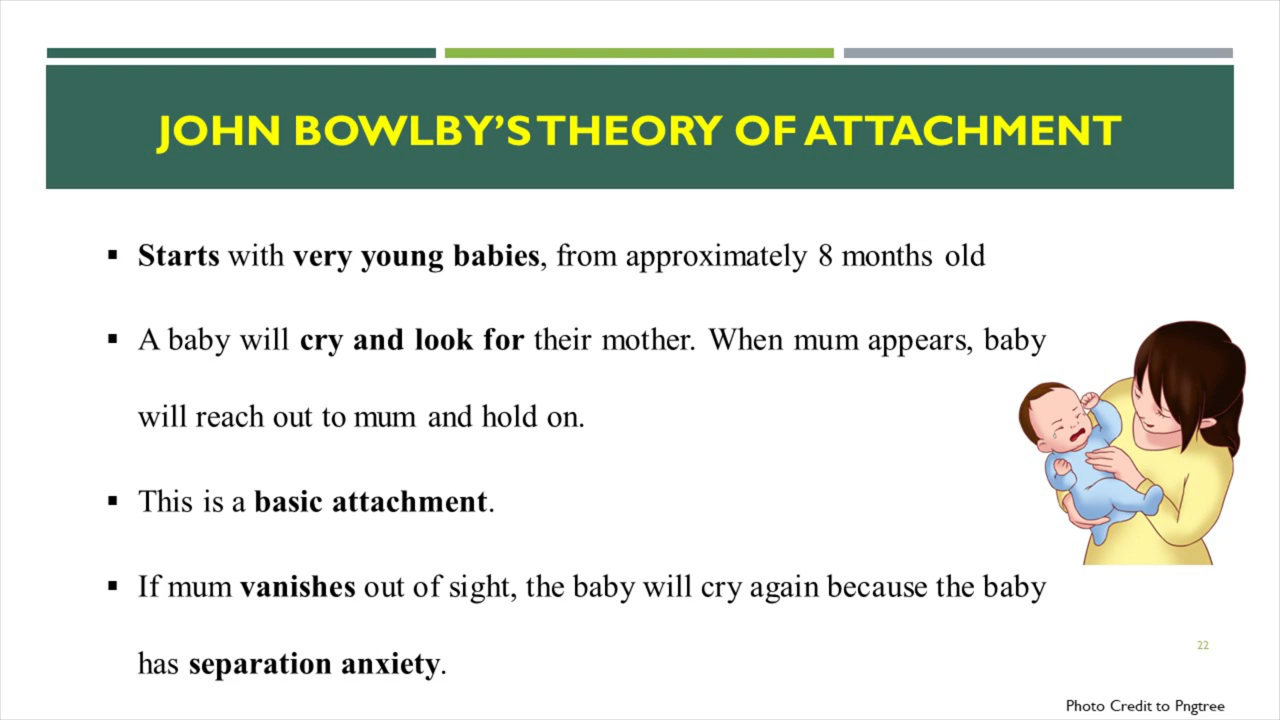 JOHN BOWLBY'S THEORY OF ATTACHMENT
▪ Starts with very young babies, from approximately 8 months old
▪ A baby will cry and look for their mother. When mum appears, baby
will reach out to mum and hold on.
▪ This is a basic attachment.
▪ If mum vanishes out of sight, the baby will cry again because the baby
has separation anxiety.
22
Photo Credit to Pngtree